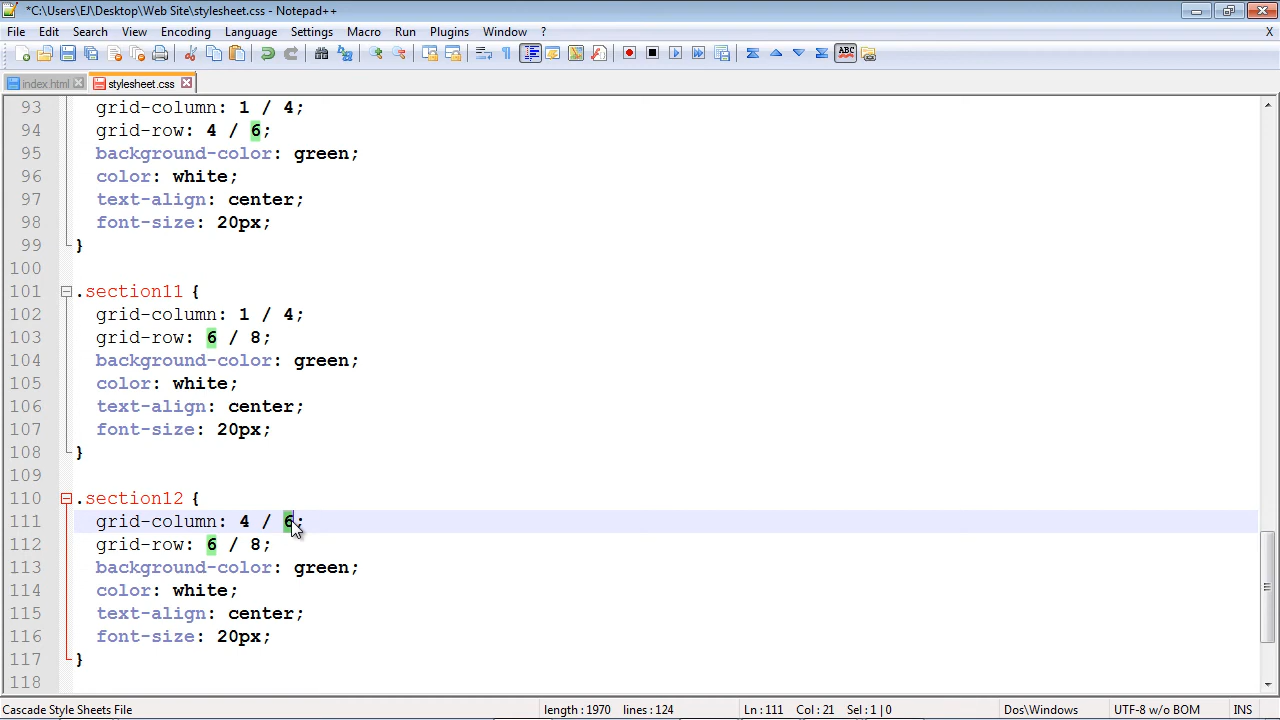 *C:\Users\EJ\Desktop\Web Site\stylesheet.css - Notepad++
File Edit Search View Encoding Language Settings Macro Run Plugins Window ? X
ABC
index.html stylesheet.css
93 grid-column: 1 / 4;
94 grid-row: 4 / 6;
95 background-color: green;
96 color: white;
97 text-align: center;
98 font-size: 20px;
99 }
100
101 .section11 {
102 grid-column: 1 / 4;
103 grid-row: 6 / 8;
104 background-color: green;
105 color: white;
106 text-align: center;
107 font-size: 20px;
108 }
109
110 .section12 {
111 grid-column: 4 / 6;
112 grid-row: 6 / 8;
113 background-color: green;
114 color: white;
115 text-align: center;
116 font-size: 20px;
117 }
118
Cascade Style Sheets File length : 1970 lines : 124 Ln : 111 Col : 21 Sel : 1 | 0 Dos\Windows UTF-8 w/o BOM INS